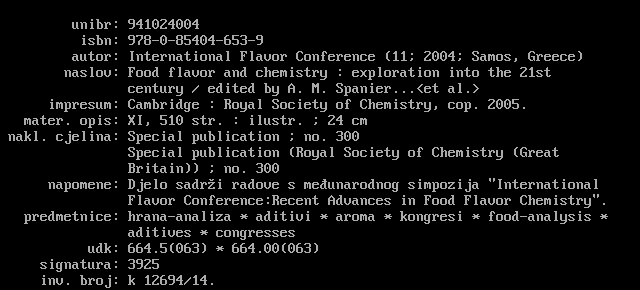 unibr: 941024004
isbn: 978-0-85404-653-9
autor: International Flavor Conference (11; 2004; Samos, Greece)
naslov: Food flavor and chemistry : exploration into the 21st
century / edited by A. M. Spanier...<et al.>
impresum: Cambridge : Royal Society of Chemistry, cop. 2005.
mater. opis: XI, 510 str. : ilustr. ; 24 cm
nakl. cjelina: Special publication ; no. 300
Special publication (Royal Society of Chemistry (Great
Britain)) ; no. 300
napomene: Djelo sadrži radove s međunarodnog simpozija "International
Flavor Conference:Recent Advances in Food Flavor Chemistry".
predmetnice: hrana-analiza * aditivi * aroma * kongresi * food-analysis *
aditives * congresses
udk: 664.5(063) * 664.00(063)
signatura: 3925
inv. broj: k 12694/14.